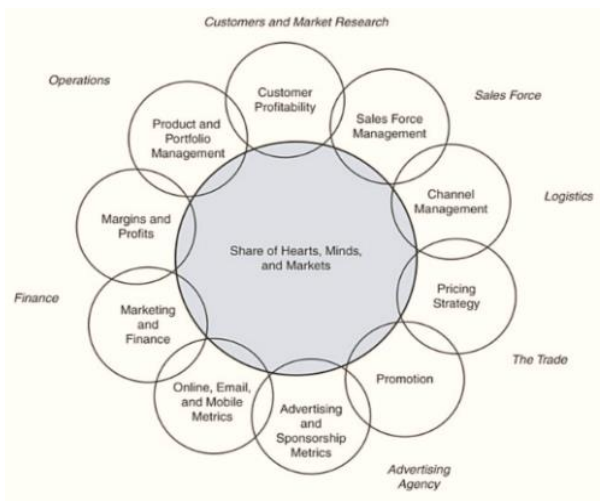 Customers and Market Research
Operations
Customer
Profitability
Sales Force
Product and
Portfolio
Management
Sales Force
Management
Margins and
Profits
Channel
Management
Logistics
Share of Hearts, Minds,
and Markets
Finance
Marketing
and
Finance
Pricing
Strategy
The Trade
Online, Email,
and Mobile
Metrics
Advertising
and
Sponsorship
Metrics
Promotion
Advertising
Agency